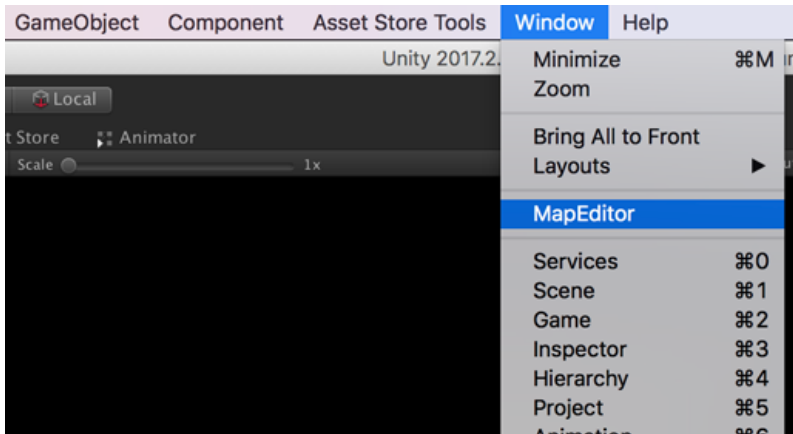 GameObject Component Asset Store Tools Window Help
Unity 2017.2.
Minimize ⌘M
Zoom
Local
Bring All to Front
t Store Animator
Layouts ▶
Scale 1x
MapEditor
Services ⌘0
Scene ⌘1
Game ⌘2
Inspector ⌘3
Hierarchy ⌘4
Project ⌘5